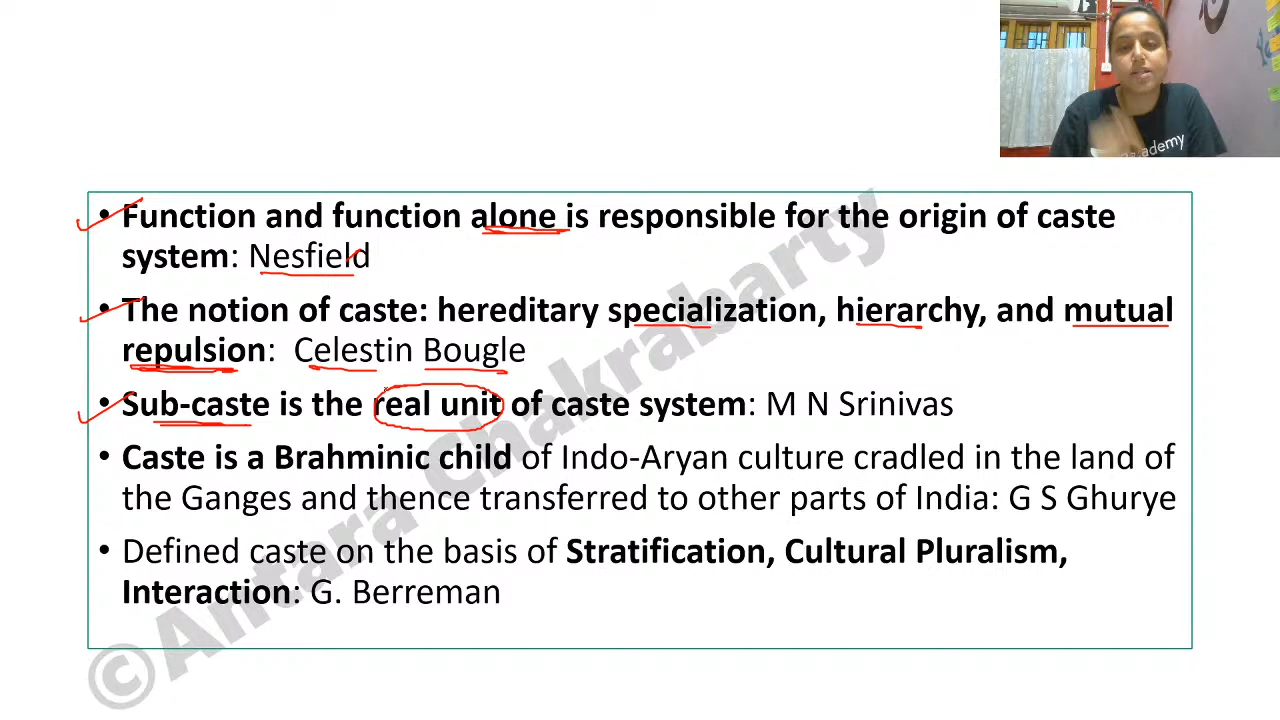 • Function and function alone is responsible for the origin of caste
system: Nesfield
• The notion of caste: hereditary specialization, hierarchy, and mutual
repulsion: Celestin Bougle
• Sub-caste is the real unit of caste system: M N Srinivas
• Caste is a Brahminic child of Indo-Aryan culture cradled in the land of
the Ganges and thence transferred to other parts of India: G S Ghurye
• Defined caste on the basis of Stratification, Cultural Pluralism,
Interaction: G. Berreman
©Antara Chakrabarty